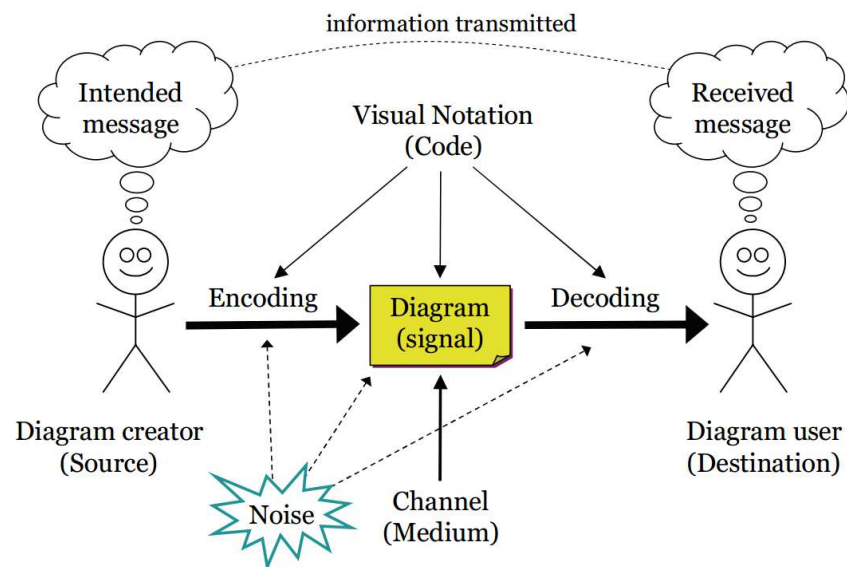 information transmitted
Intended
message
Received
message
Visual Notation
(Code)
Encoding
Diagram
(signal)
Decoding
Diagram creator
(Source)
Diagram user
(Destination)
Noise
Channel
(Medium)